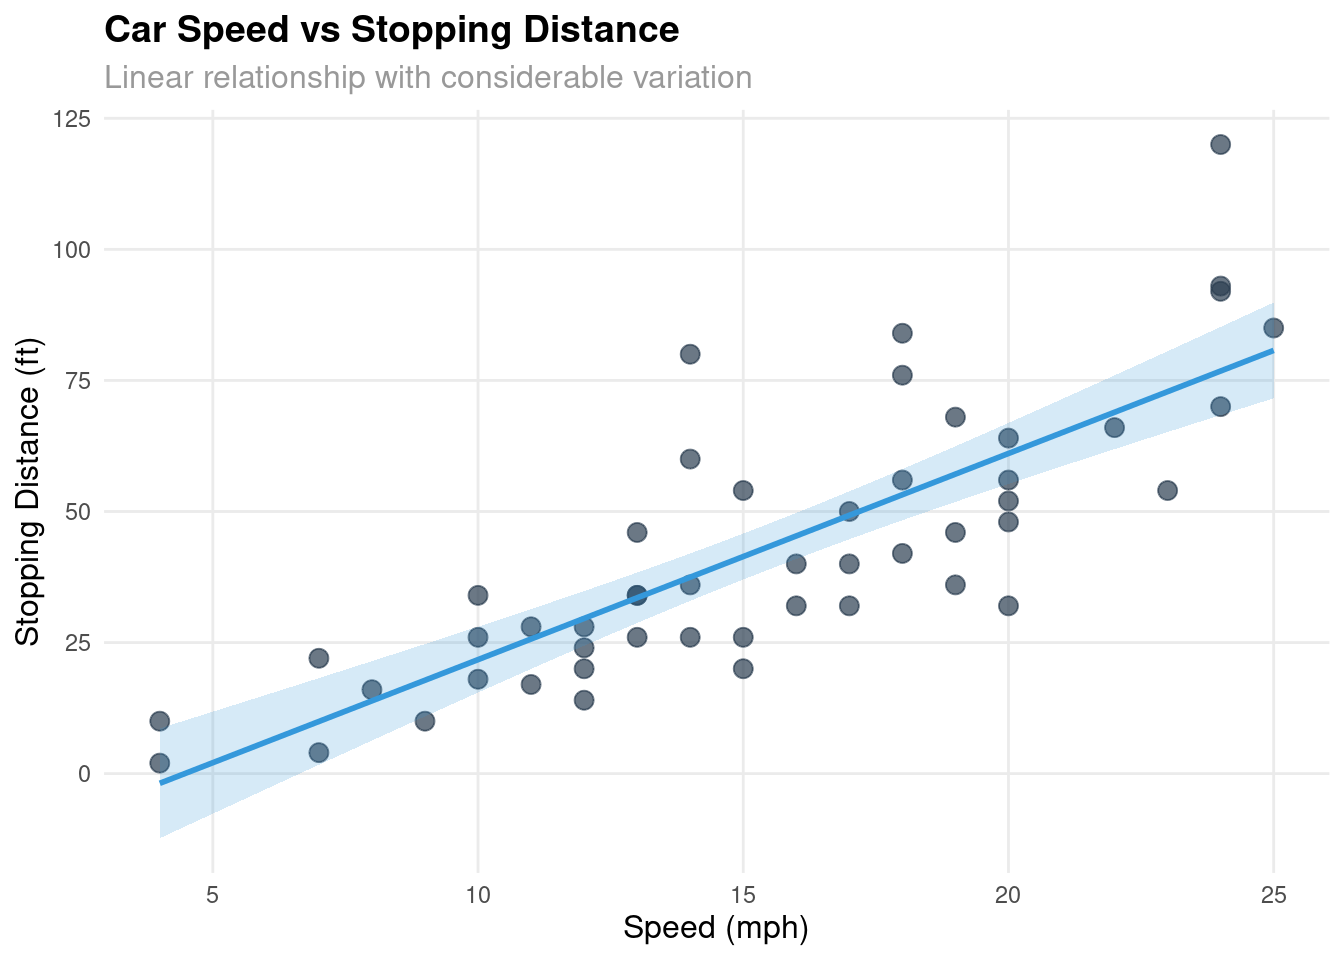 Car Speed vs Stopping Distance
Linear relationship with considerable variation
125
100
75
50
25
0
Stopping Distance (ft)
5 10 15 20 25
Speed (mph)